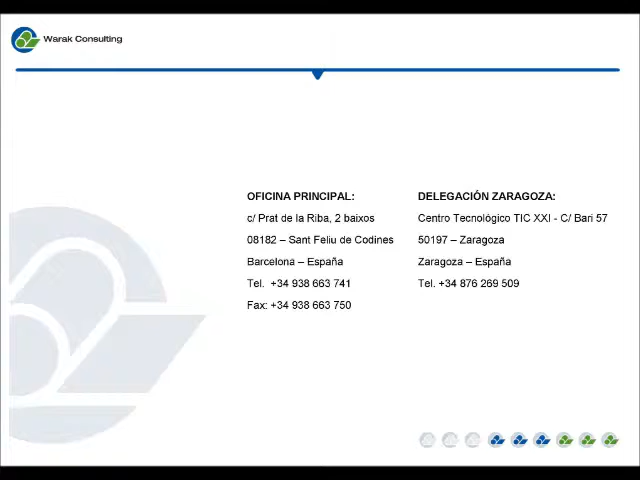 Warak Consulting
OFICINA PRINCIPAL:
c/ Prat de la Riba, 2 baixos
08182 – Sant Feliu de Codines
Barcelona – España
Tel.  +34 938 663 741
Fax: +34 938 663 750
DELEGACIÓN ZARAGOZA:
Centro Tecnológico TIC XXI - C/ Bari 57
50197 – Zaragoza
Zaragoza – España
Tel. +34 876 269 509